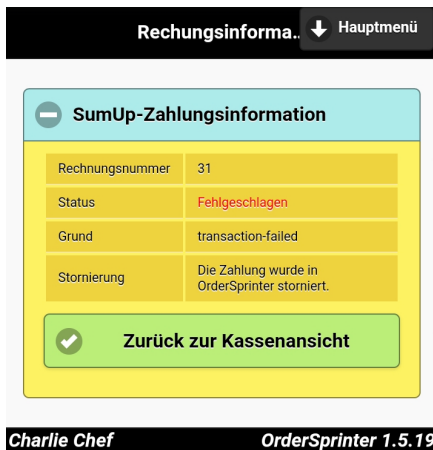 Rechungsinforma..
Hauptmenü
SumUp-Zahlungsinformation
Rechnungsnummer 31
Status Fehlgeschlagen
Grund transaction-failed
Stornierung Die Zahlung wurde in
OrderSprinter storniert.
Zurück zur Kassenansicht
Charlie Chef OrderSprinter 1.5.19